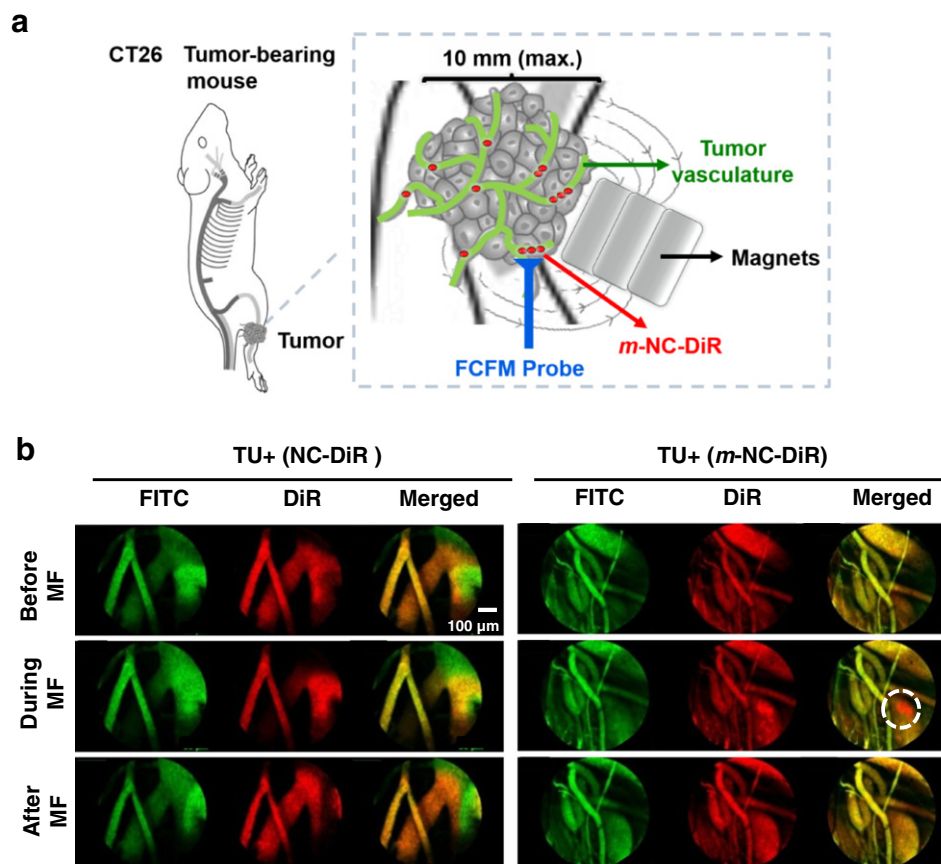 a
CT26 Tumor-bearing
mouse
Tumor
10 mm (max.)
Tumor
vasculature
Magnets
m-NC-DiR
FCFM Probe
b
TU+ (NC-DiR )
TU+ (m-NC-DiR)
FITC DiR Merged
FITC DiR Merged
Before
MF
100 μm
During
MF
After
MF